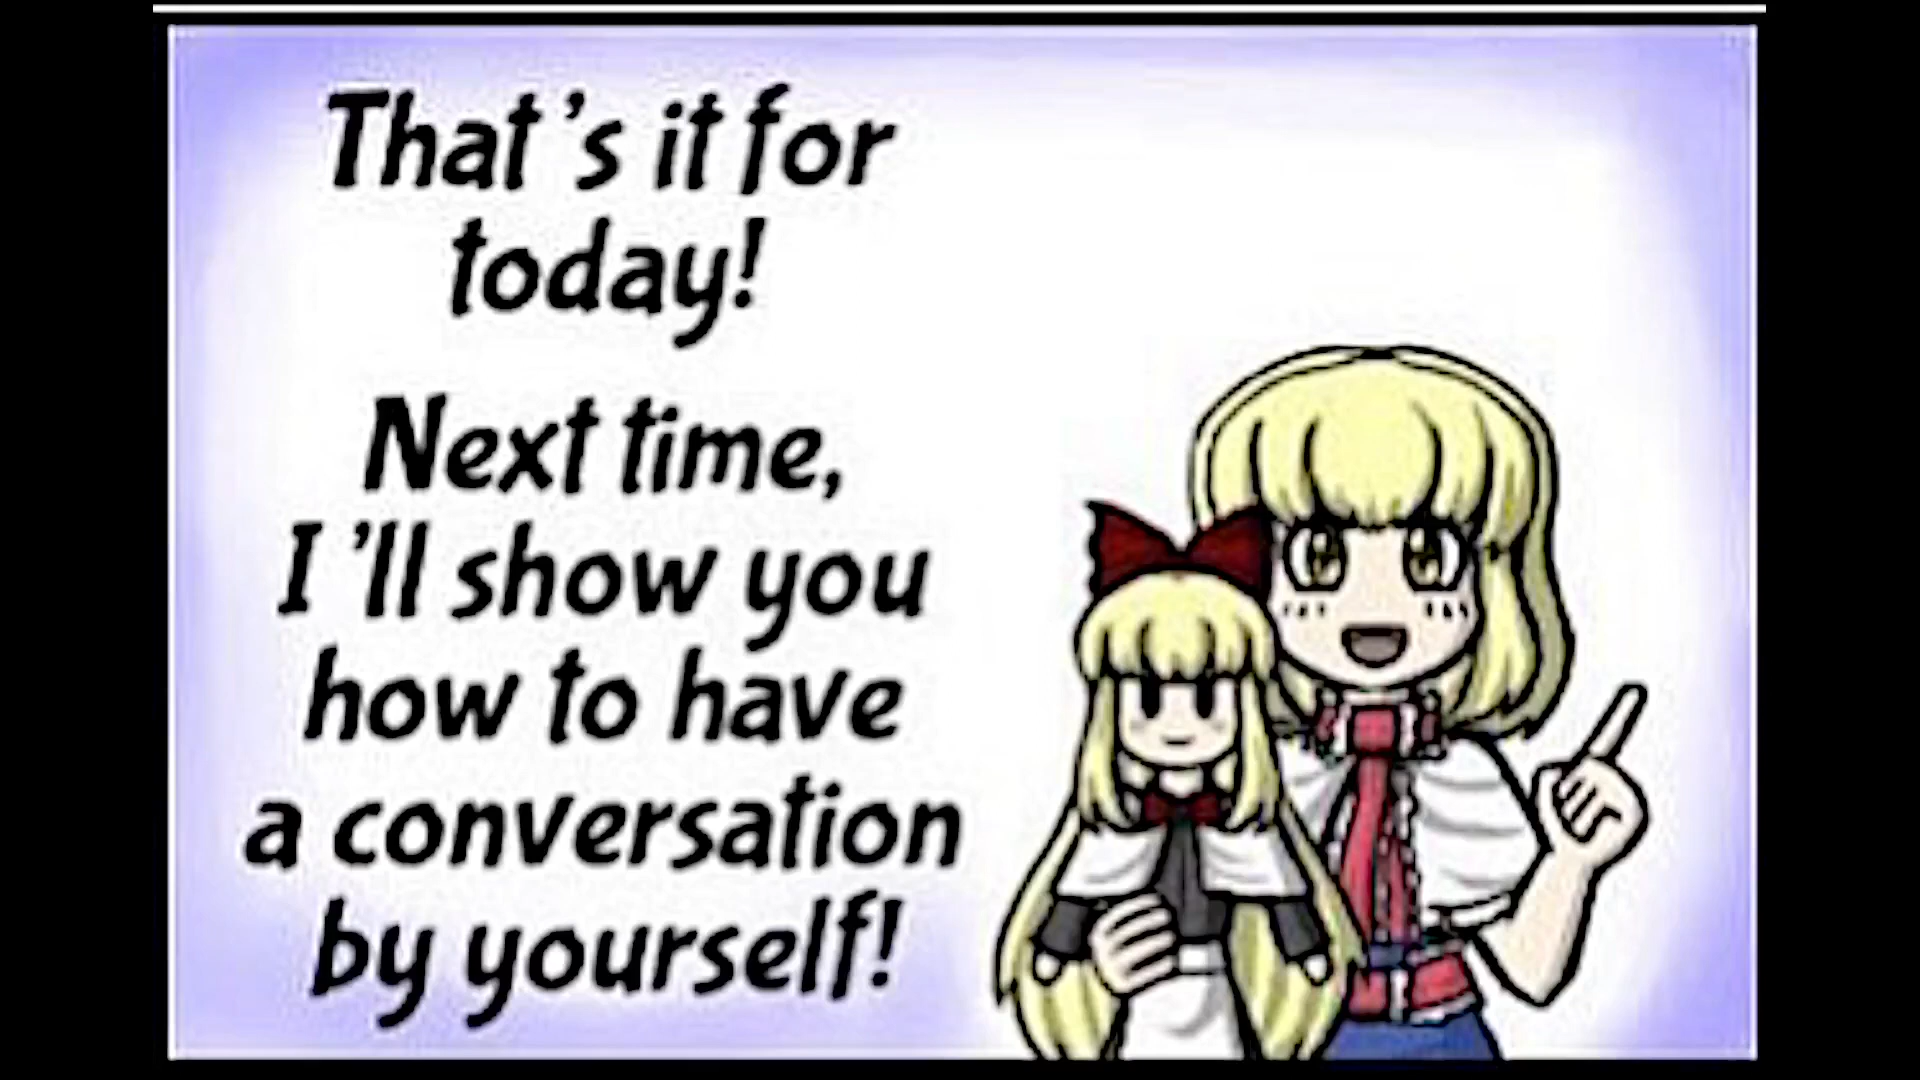 That's it for
today!
Next time,
I'll show you
how to have
a conversation
by yourself!